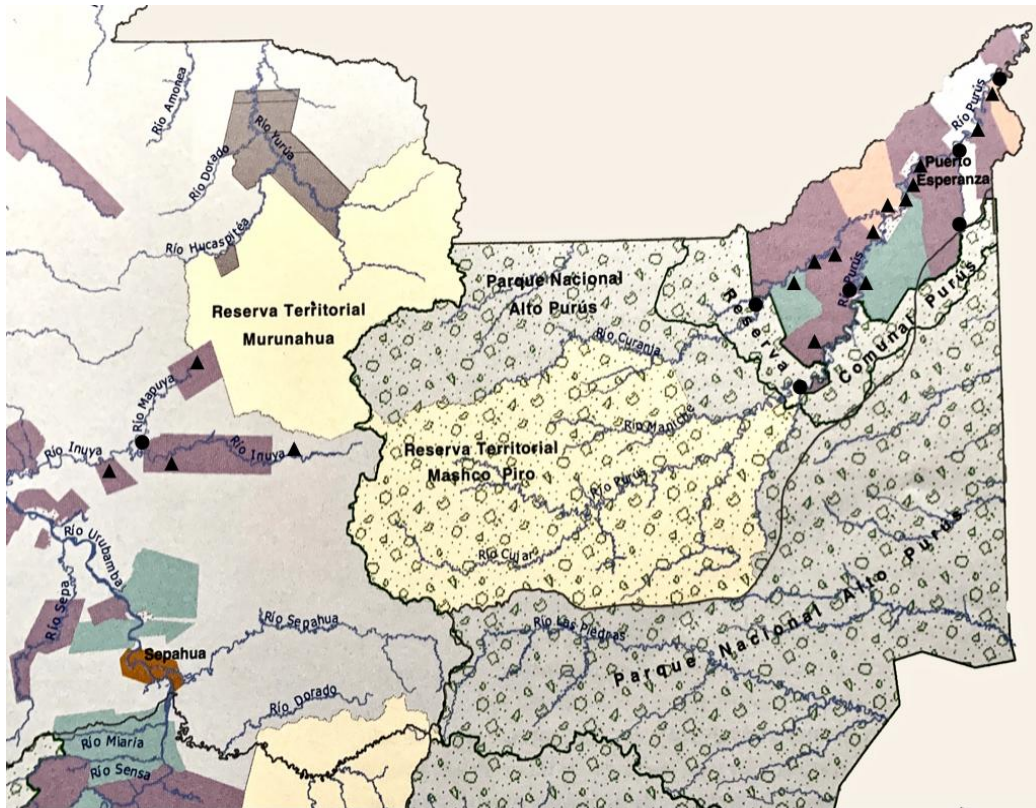 Río Amonea
Río Purús
Río Yurúa
Río Dorado
Puerto
Esperanza
Río Hucaspitéa
Río Purús
Parque Nacional
Alto Purús
Reserva Comunal Purús
Reserva Territorial
Murunahua
Río Curanja
Río Mapuya
Río Manicre
Río Inuya
Río Inuya
Reserva Territorial
Mashco Piro
Río Purús
Río Urubamba
Río Cujar
Río Sepa
Río Sepahua
Río Las Piedras
Parque Nacional Alto Purús
Sepahua
Río Dorado
Río Miaria
Río Sensa